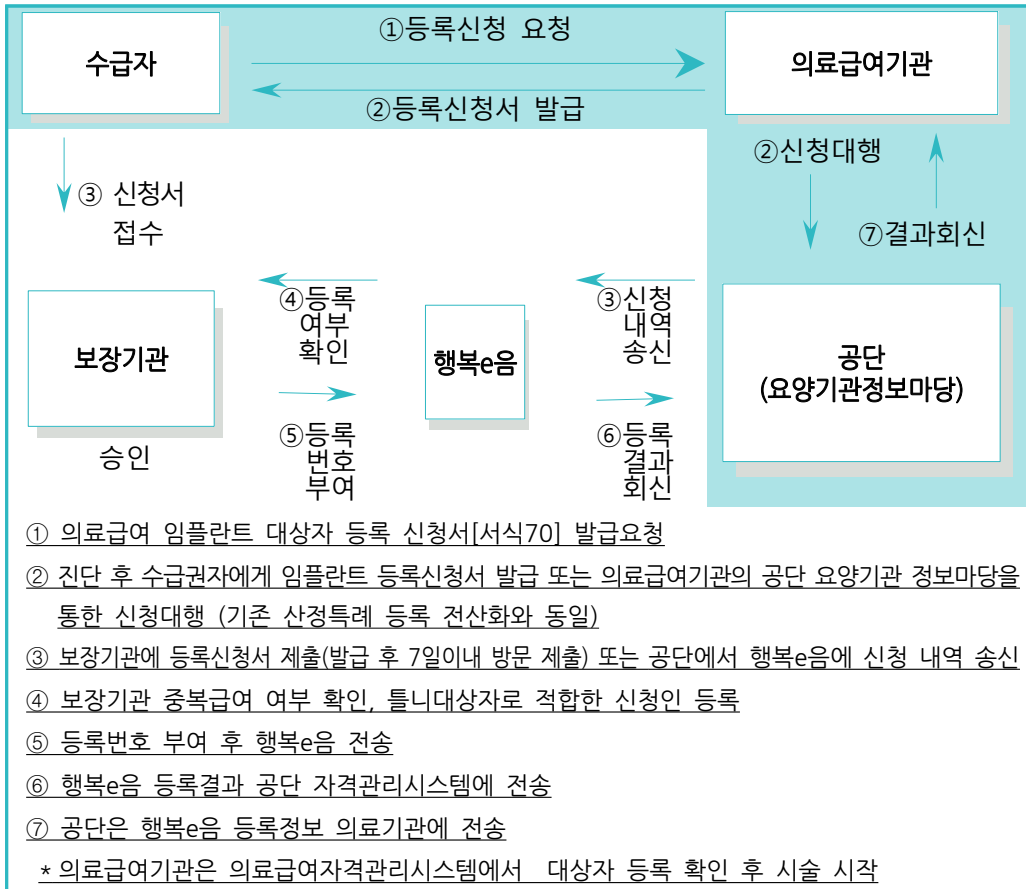 ①등록신청 요청
수급자
의료급여기관
②등록신청서 발급
②신청대행
③ 신청서
접수
⑦결과회신
④등록
여부
확인
③신청
내역
송신
보장기관
행복e음
공단
(요양기관정보마당)
승인
⑤등록
번호
부여
⑥등록
결과
회신
① 의료급여 임플란트 대상자 등록 신청서[서식70] 발급요청
② 진단 후 수급권자에게 임플란트 등록신청서 발급 또는 의료급여기관의 공단 요양기관 정보마당을
통한 신청대행 (기존 산정특례 등록 전산화와 동일)
③ 보장기관에 등록신청서 제출(발급 후 7일이내 방문 제출) 또는 공단에서 행복e음에 신청 내역 송신
④ 보장기관 중복급여 여부 확인, 틀니대상자로 적합한 신청인 등록
⑤ 등록번호 부여 후 행복e음 전송
⑥ 행복e음 등록결과 공단 자격관리시스템에 전송
⑦ 공단은 행복e음 등록정보 의료기관에 전송
* 의료급여기관은 의료급여자격관리시스템에서 대상자 등록 확인 후 시술 시작